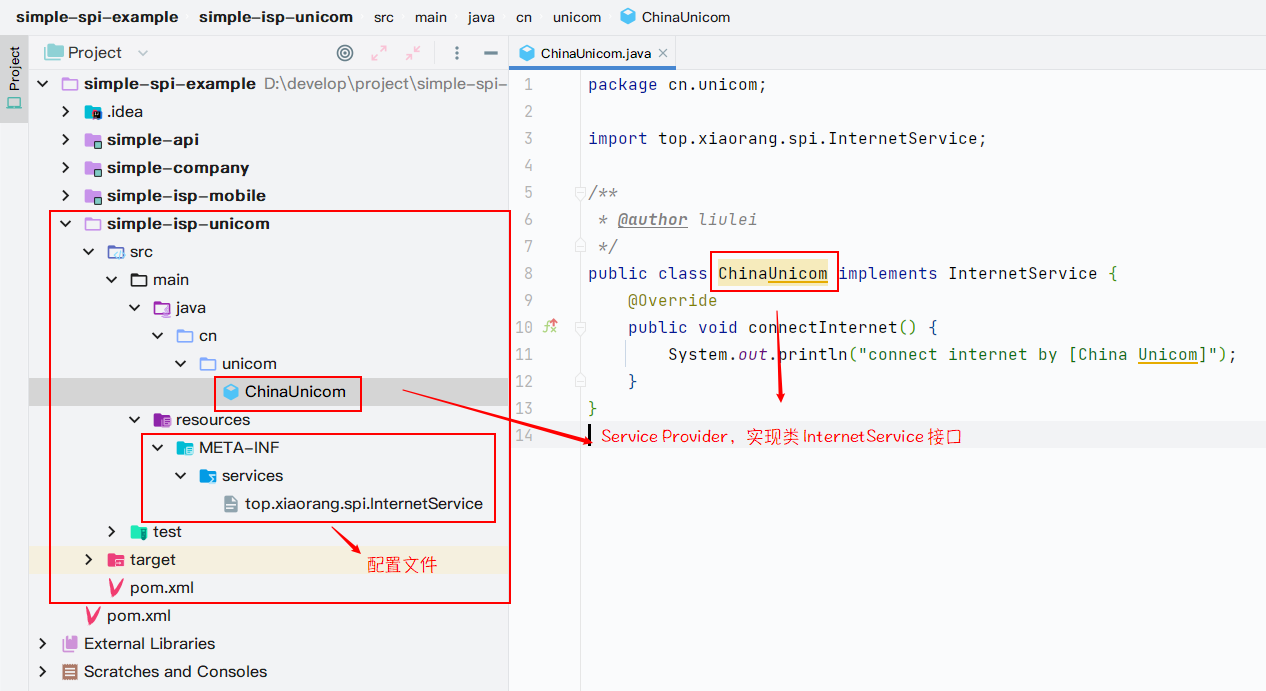 simple-spi-example simple-isp-unicom src main java cn unicom ChinaUnicom
Project
Project
ChinaUnicom.java
simple-spi-example D:\develop\project\simple-spi-
.idea
simple-api
simple-company
simple-isp-mobile
simple-isp-unicom
src
main
java
cn
unicom
ChinaUnicom
resources
META-INF
services
top.xiaorang.spi.InternetService
test
target
配置文件
pom.xml
pom.xml
External Libraries
Scratches and Consoles
1 package cn.unicom;
2
3 import top.xiaorang.spi.InternetService;
4
5 /**
6 * @author liulei
7 */
8 public class ChinaUnicom implements InternetService {
9 @Override
10 public void connectInternet() {
11 System.out.println("connect internet by [China Unicom]");
12 }
13 }
14 Service Provider，实现类 InternetService 接口